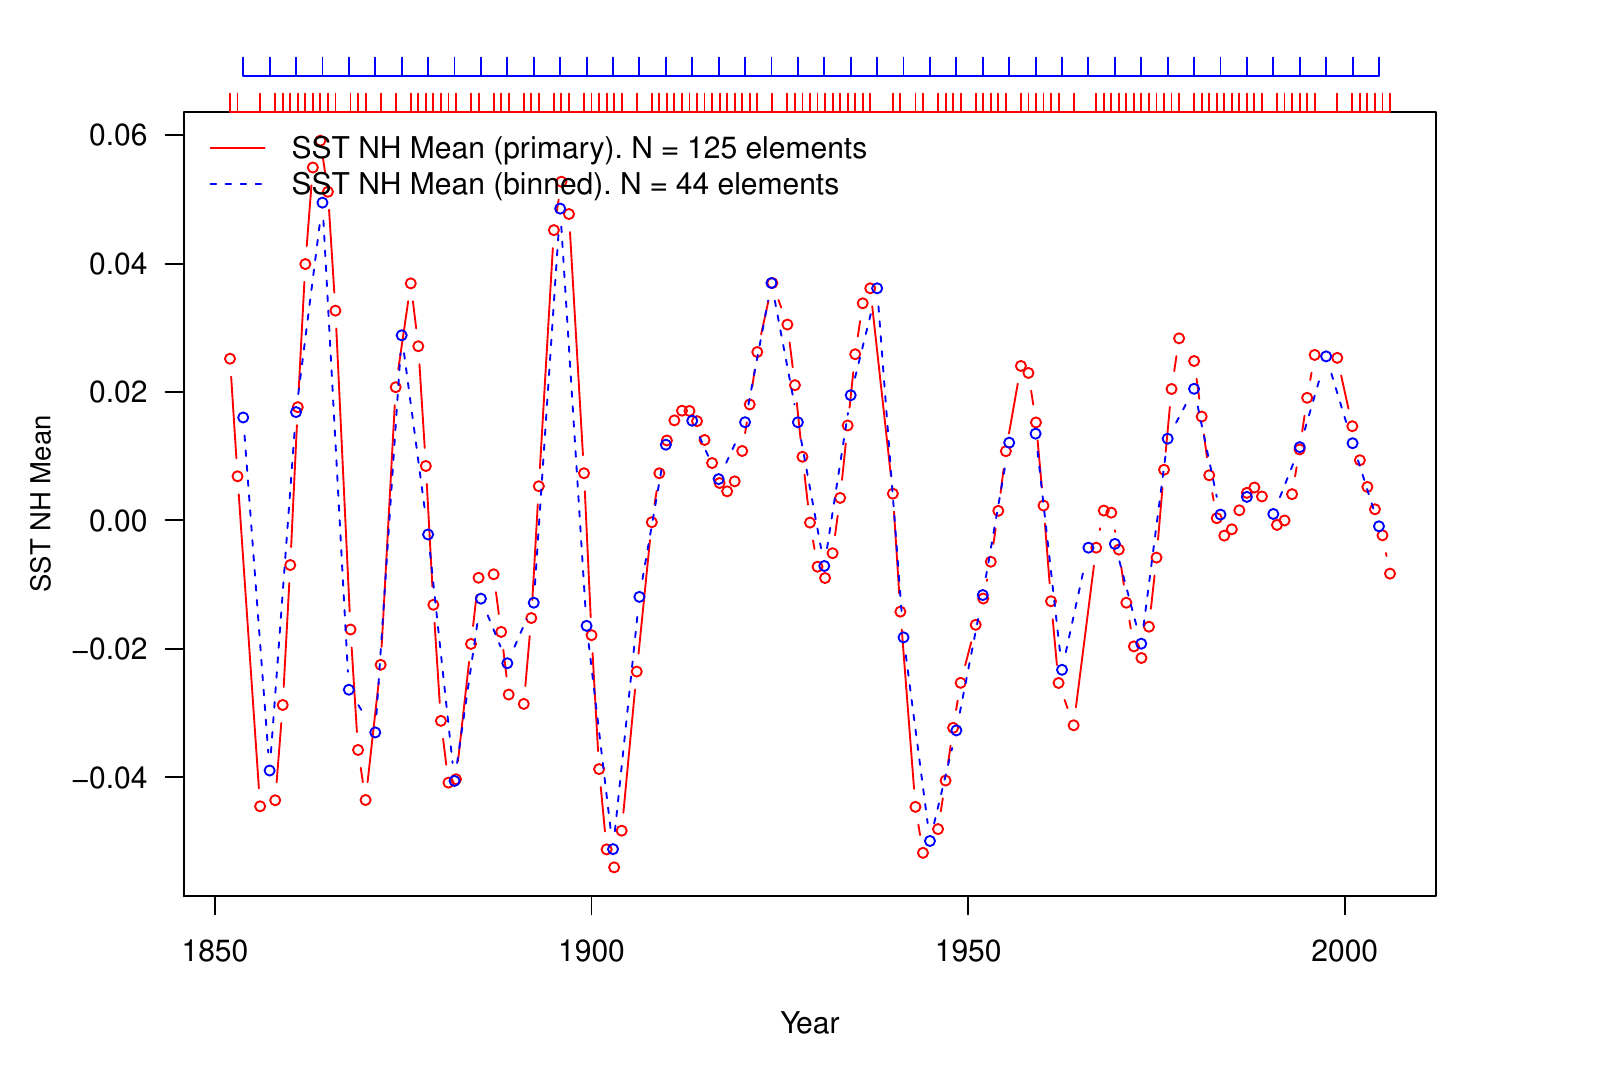 SST NH Mean (primary). N = 125 elements
SST NH Mean (binned). N = 44 elements
0.06
0.04
0.02
0.00
−0.02
−0.04
SST NH Mean
1850 1900 1950 2000
Year